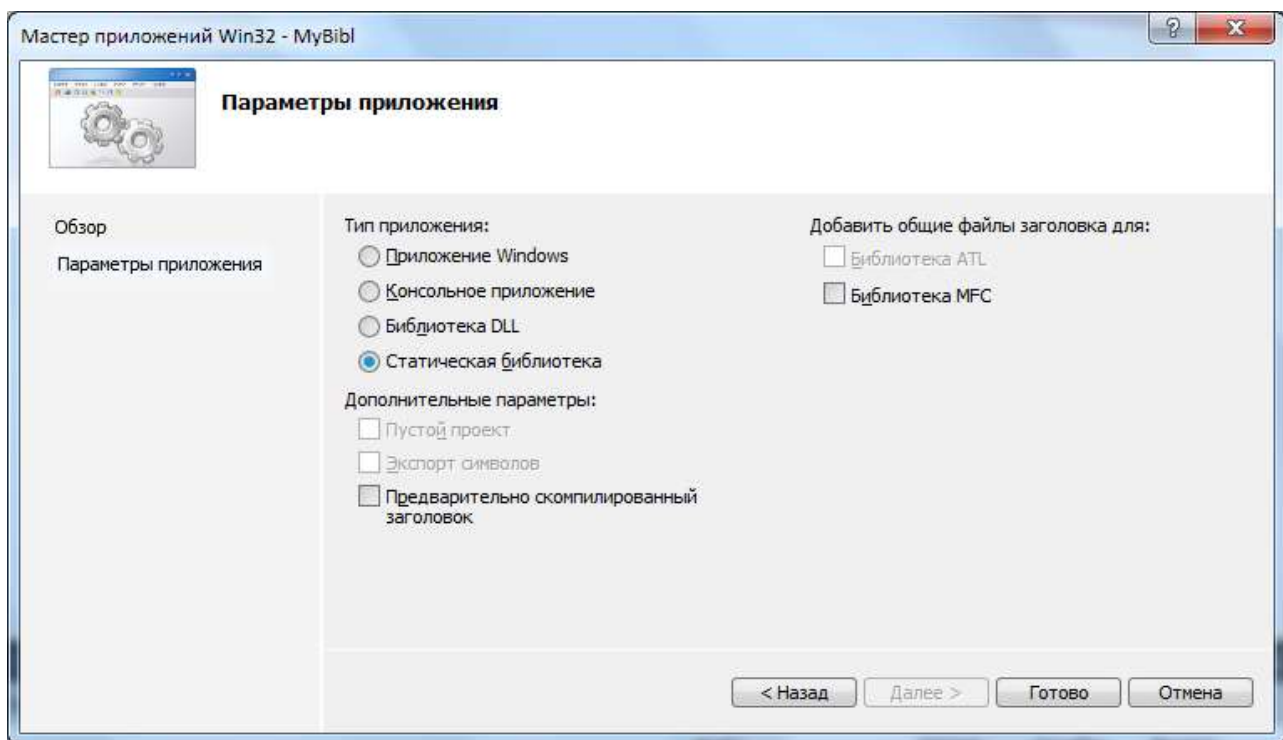 Мастер приложений Win32 - MyBibl
Параметры приложения
Обзор
Параметры приложения
Тип приложения:
Приложение Windows
Консольное приложение
Библиотека DLL
Статическая библиотека
Дополнительные параметры:
Пустой проект
Экспорт символов
Предварительно скомпилированный
заголовок
Добавить общие файлы заголовка для:
Библиотека ATL
Библиотека MFC
< Назад Далее > Готово Отмена